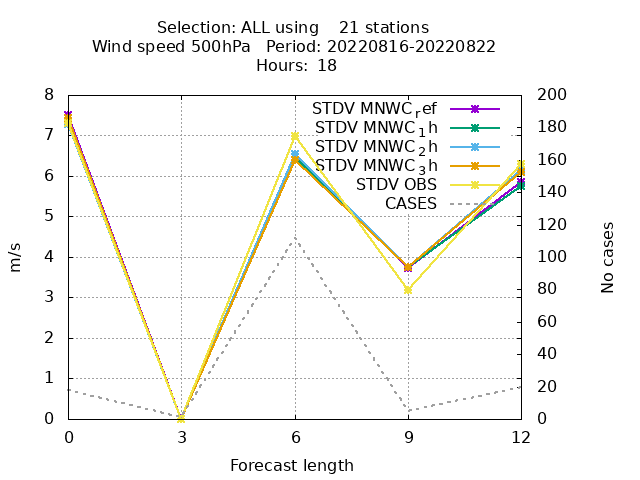 Selection: ALL using    21 stations
Wind speed 500hPa   Period: 20220816-20220822
Hours:  18
STDV MNWC_ref
STDV MNWC_1h
STDV MNWC_2h
STDV MNWC_3h
STDV OBS
CASES
m/s
8
7
6
5
4
3
2
1
0
200
180
160
140
120
100
80
60
40
20
0
No cases
0 3 6 9 12
Forecast length